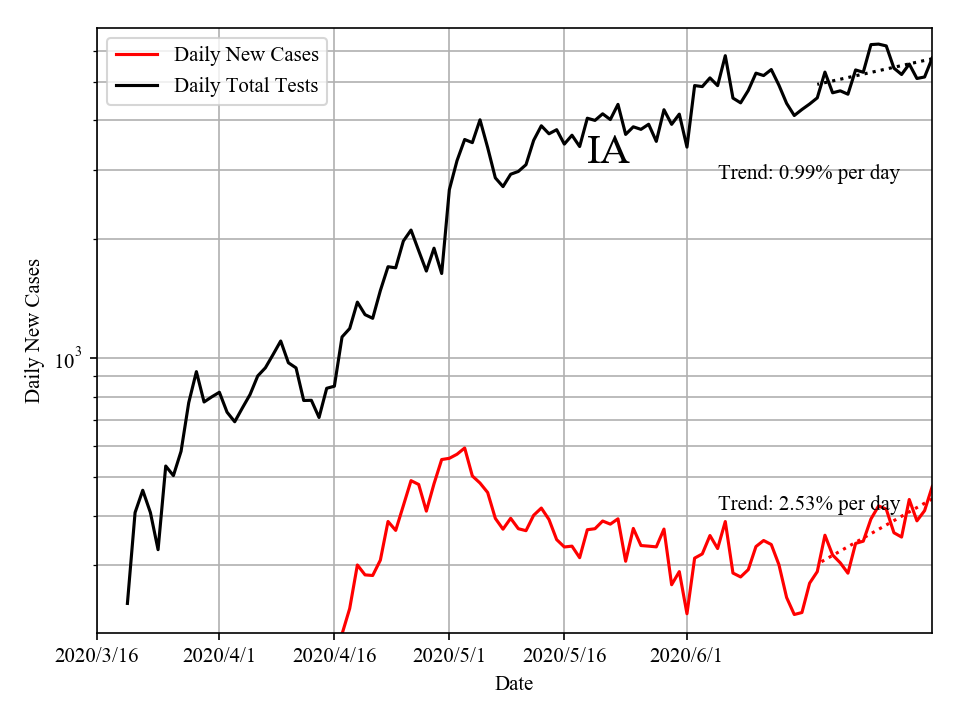 Daily New Cases
Daily Total Tests
IA
Trend: 0.99% per day
Trend: 2.53% per day
Daily New Cases
10³
2020/3/16 2020/4/1 2020/4/16 2020/5/1 2020/5/16 2020/6/1
Date